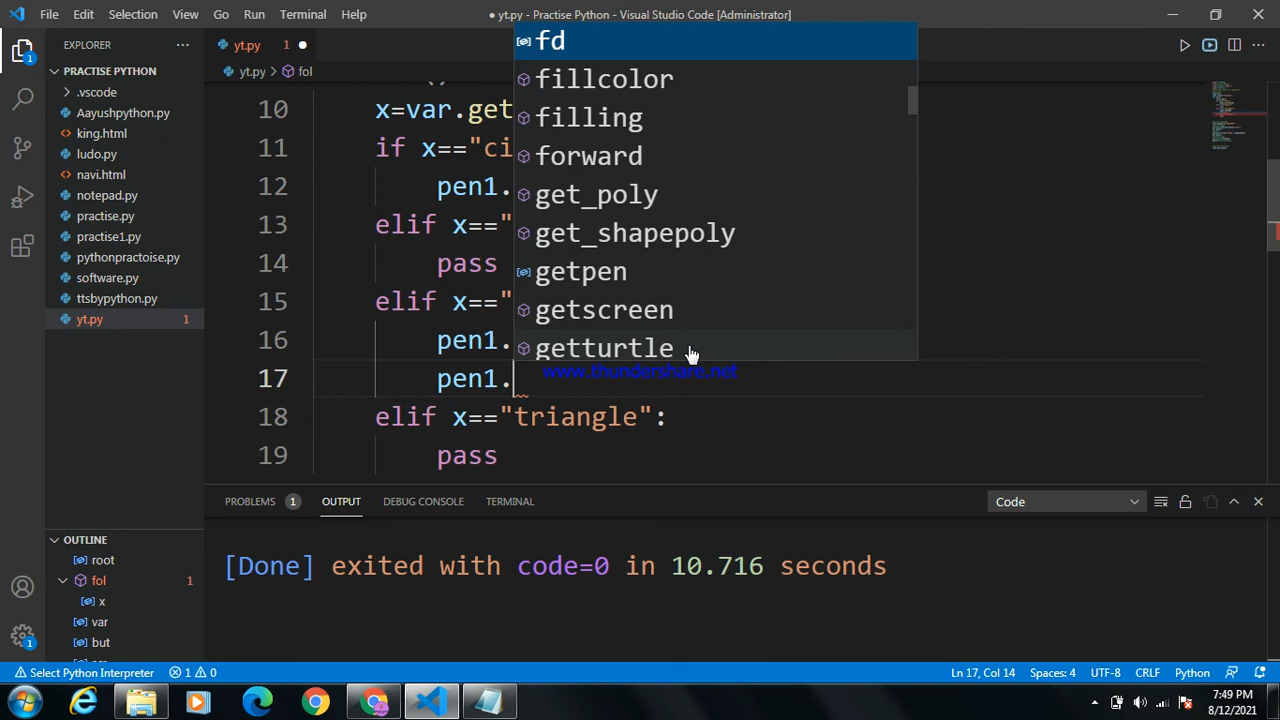 File Edit Selection View Go Run Terminal Help
● yt.py - Practise Python - Visual Studio Code [Administrator]
EXPLORER
yt.py 1
PRACTISE PYTHON
yt.py > fol
.vscode
Aayushpython.py
king.html
ludo.py
navi.html
notepad.py
practise.py
practise1.py
pythonpractoise.py
software.py
ttsbypython.py
yt.py 1
OUTLINE
root
fol 1
x
var
but
10 x=var.get
11 if x=="ci
12 pen1.
13 elif x=="
14 pass
15 elif x=="
16 pen1.
17 pen1.
18 elif x=="triangle":
19 pass
fd
fillcolor
filling
forward
get_poly
get_shapepoly
getpen
getscreen
getturtle
www.thundershare.net
PROBLEMS 1 OUTPUT DEBUG CONSOLE TERMINAL
Code
[Done] exited with code=0 in 10.716 seconds
1
1
Select Python Interpreter 1 0
Ln 17, Col 14 Spaces: 4 UTF-8 CRLF Python
7:49 PM
8/12/2021